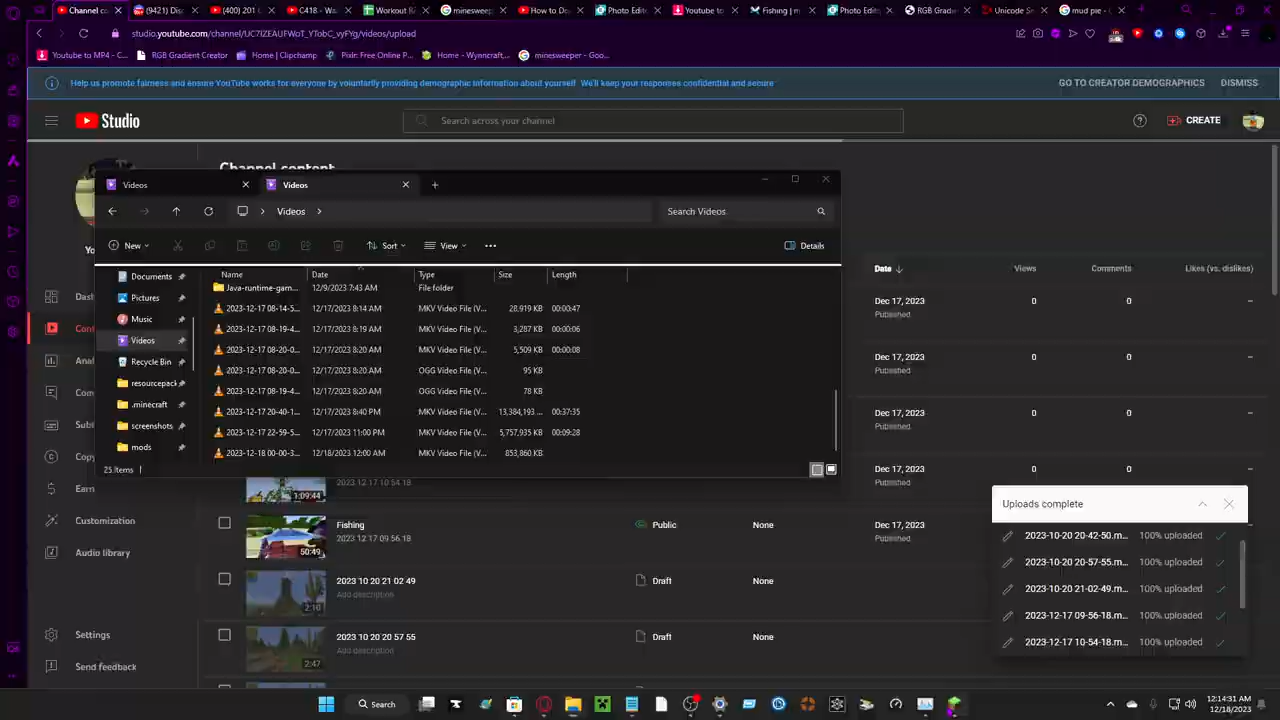 Channel cont
(9421) Disc
(400) 201 (
C418 - Wa
Workout Ra
minesweep
How to De
Photo Edit
Youtube to
Fishing | m
Photo Edit
RGB Gradi
Unicode Se
mud pie -
studio.youtube.com/channel/UC7IZEAUFWoT_YTobC_vyFYg/videos/upload
Youtube to MP4 - C...
RGB Gradient Creator
Home | Clipchamp
Pixlr: Free Online P...
Home - Wynncraft,...
minesweeper - Goo...
Help us promote fairness and ensure YouTube works for everyone by voluntarily providing demographic information about yourself. We'll keep your responses confidential and secure
GO TO CREATOR DEMOGRAPHICS
DISMISS
Studio
Search across your channel
CREATE
Channel content
Videos
Videos
Videos
Search Videos
New
Sort
View
Details
Name
Date
Type
Size
Length
Documents
Pictures
Music
Videos
Recycle Bin
resourcepack
.minecraft
screenshots
mods
Java-runtime-gam... 12/9/2023 7:43 AM File folder
2023-12-17 08-14-5... 12/17/2023 8:14 AM MKV Video File (V... 28,919 KB 00:00:47
2023-12-17 08-19-4... 12/17/2023 8:19 AM MKV Video File (V... 3,287 KB 00:00:06
2023-12-17 08-20-0... 12/17/2023 8:20 AM MKV Video File (V... 5,509 KB 00:00:08
2023-12-17 08-20-0... 12/17/2023 8:20 AM OGG Video File (V... 95 KB
2023-12-17 08-19-4... 12/17/2023 8:20 AM OGG Video File (V... 78 KB
2023-12-17 20-40-1... 12/17/2023 8:40 PM MKV Video File (V... 13,384,193 ... 00:37:35
2023-12-17 22-59-5... 12/17/2023 11:00 PM MKV Video File (V... 5,757,935 KB 00:09:28
2023-12-18 00-00-3... 12/18/2023 12:00 AM MKV Video File (V... 853,860 KB
25 items
Yo
Dash
Cont
Anal
Com
Subt
Copy
Earn
Customization
Audio library
Settings
Send feedback
Date
Views
Comments
Likes (vs. dislikes)
Dec 17, 2023 0 0 –
Published
Dec 17, 2023 0 0 –
Published
Dec 17, 2023 0 0 –
Published
Dec 17, 2023 0 0 –
Published
2023 12 17 10 54 18
1:09:44
Fishing Public None Dec 17, 2023
2023 12 17 09 56 18 Published
50:49
2023 10 20 21 02 49 Draft None
Add description
2:10
2023 10 20 20 57 55 Draft None
Add description
2:47
Uploads complete
2023-10-20 20-42-50.m... 100% uploaded
2023-10-20 20-57-55.m... 100% uploaded
2023-10-20 21-02-49.m... 100% uploaded
2023-12-17 09-56-18.m... 100% uploaded
2023-12-17 10-54-18.m... 100% uploaded
Search
12:14:31 AM
12/18/2023